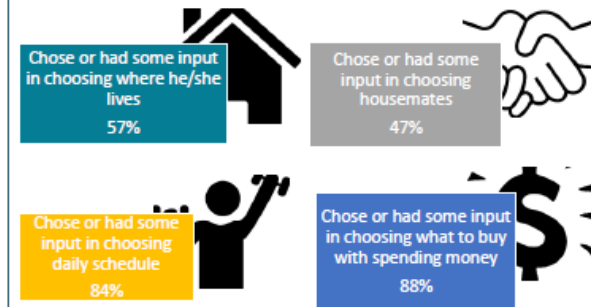 Chose or had some input
in choosing where he/she
lives
57%
Chose or had some
input in choosing
housemates
47%
Chose or had some
input in choosing
daily schedule
84%
Chose or had some input
in choosing what to buy
with spending money
88%